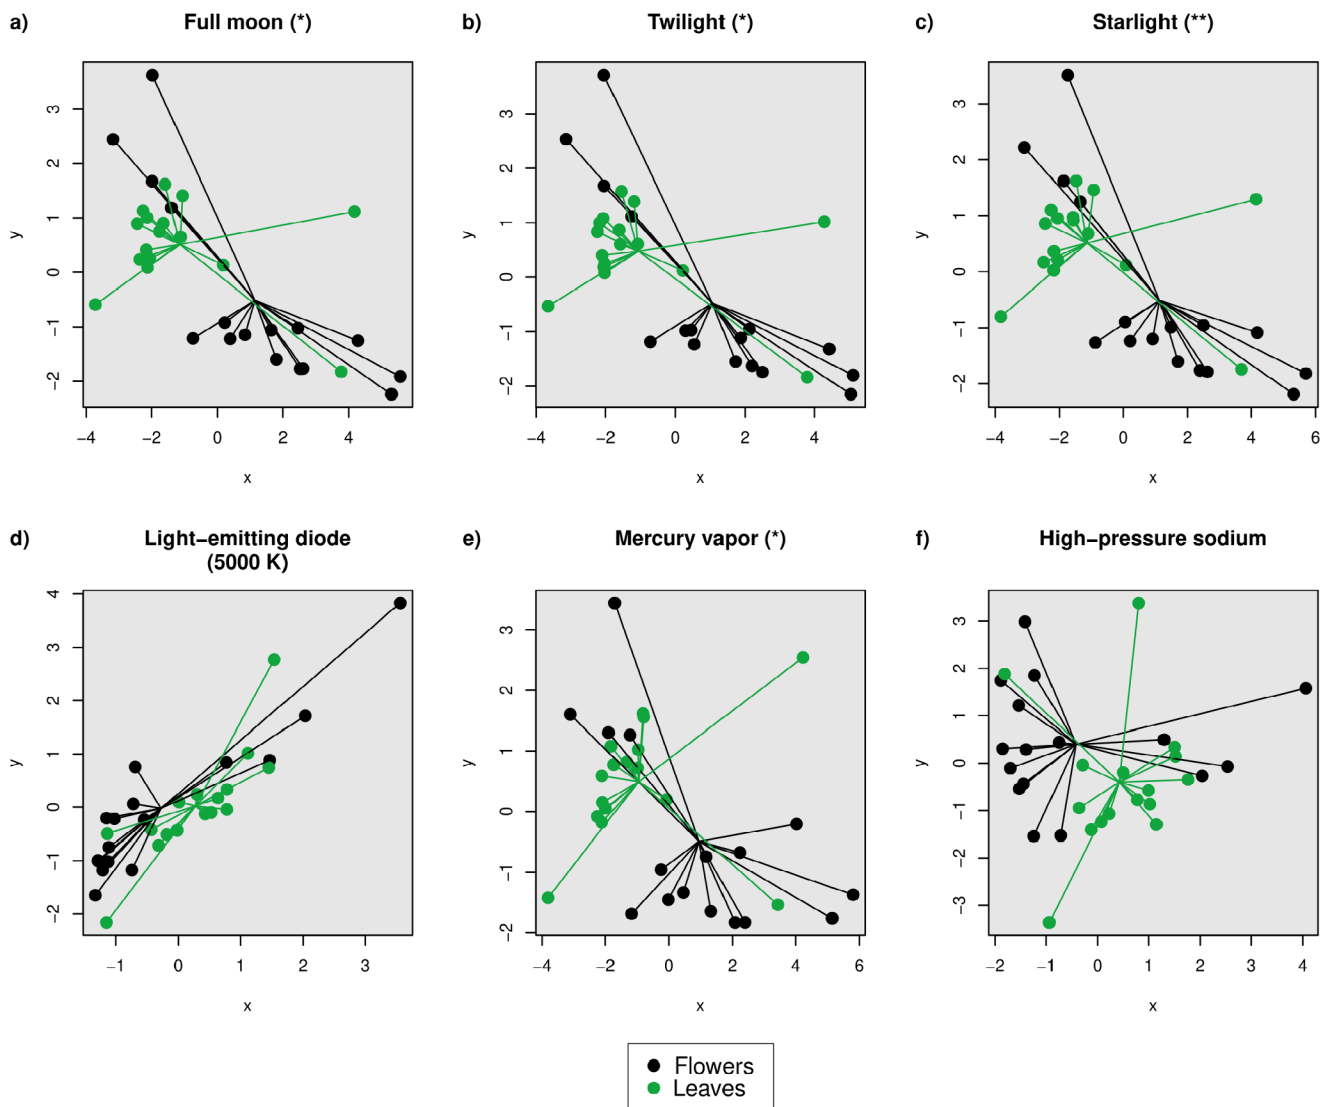 a) Full moon (*)
b) Twilight (*)
c) Starlight (**)
y
3
2
1
0
−1
−2
−4 −2 0 2 4
x
y
3
2
1
0
−1
−2
−4 −2 0 2 4
x
y
3
2
1
0
−1
−2
−4 −2 0 2 4 6
x
d) Light−emitting diode
(5000 K)
e) Mercury vapor (*)
f) High−pressure sodium
y
4
3
2
1
0
−1
−2
−1 0 1 2 3
x
y
3
2
1
0
−1
−2
−4 −2 0 2 4 6
x
y
3
2
1
0
−1
−2
−3
−2 −1 0 1 2 3 4
x
Flowers
Leaves